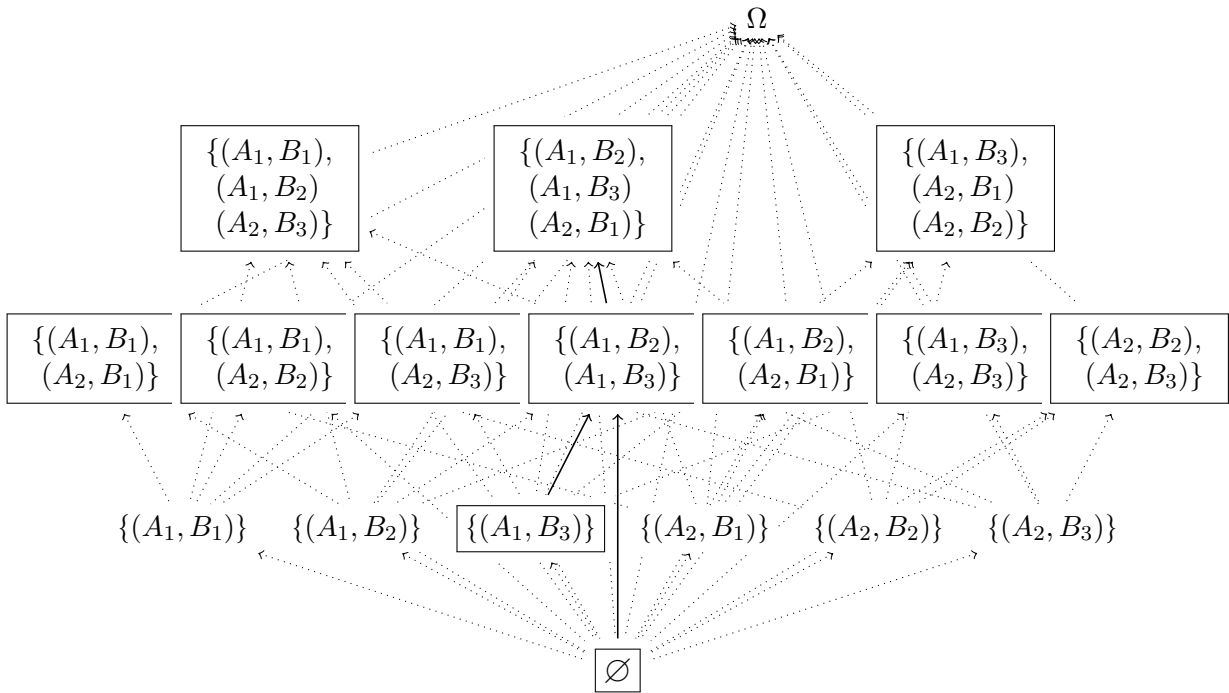 Ω
{(A₁, B₁),
(A₁, B₂)
(A₂, B₃)}
{(A₁, B₂),
(A₁, B₃)
(A₂, B₁)}
{(A₁, B₃),
(A₂, B₁)
(A₂, B₂)}
{(A₁, B₁),
(A₂, B₁)}
{(A₁, B₁),
(A₂, B₂)}
{(A₁, B₁),
(A₂, B₃)}
{(A₁, B₂),
(A₁, B₃)}
{(A₁, B₂),
(A₂, B₁)}
{(A₁, B₃),
(A₂, B₃)}
{(A₂, B₂),
(A₂, B₃)}
{(A₁, B₁)}
{(A₁, B₂)}
{(A₁, B₃)}
{(A₂, B₁)}
{(A₂, B₂)}
{(A₂, B₃)}
∅